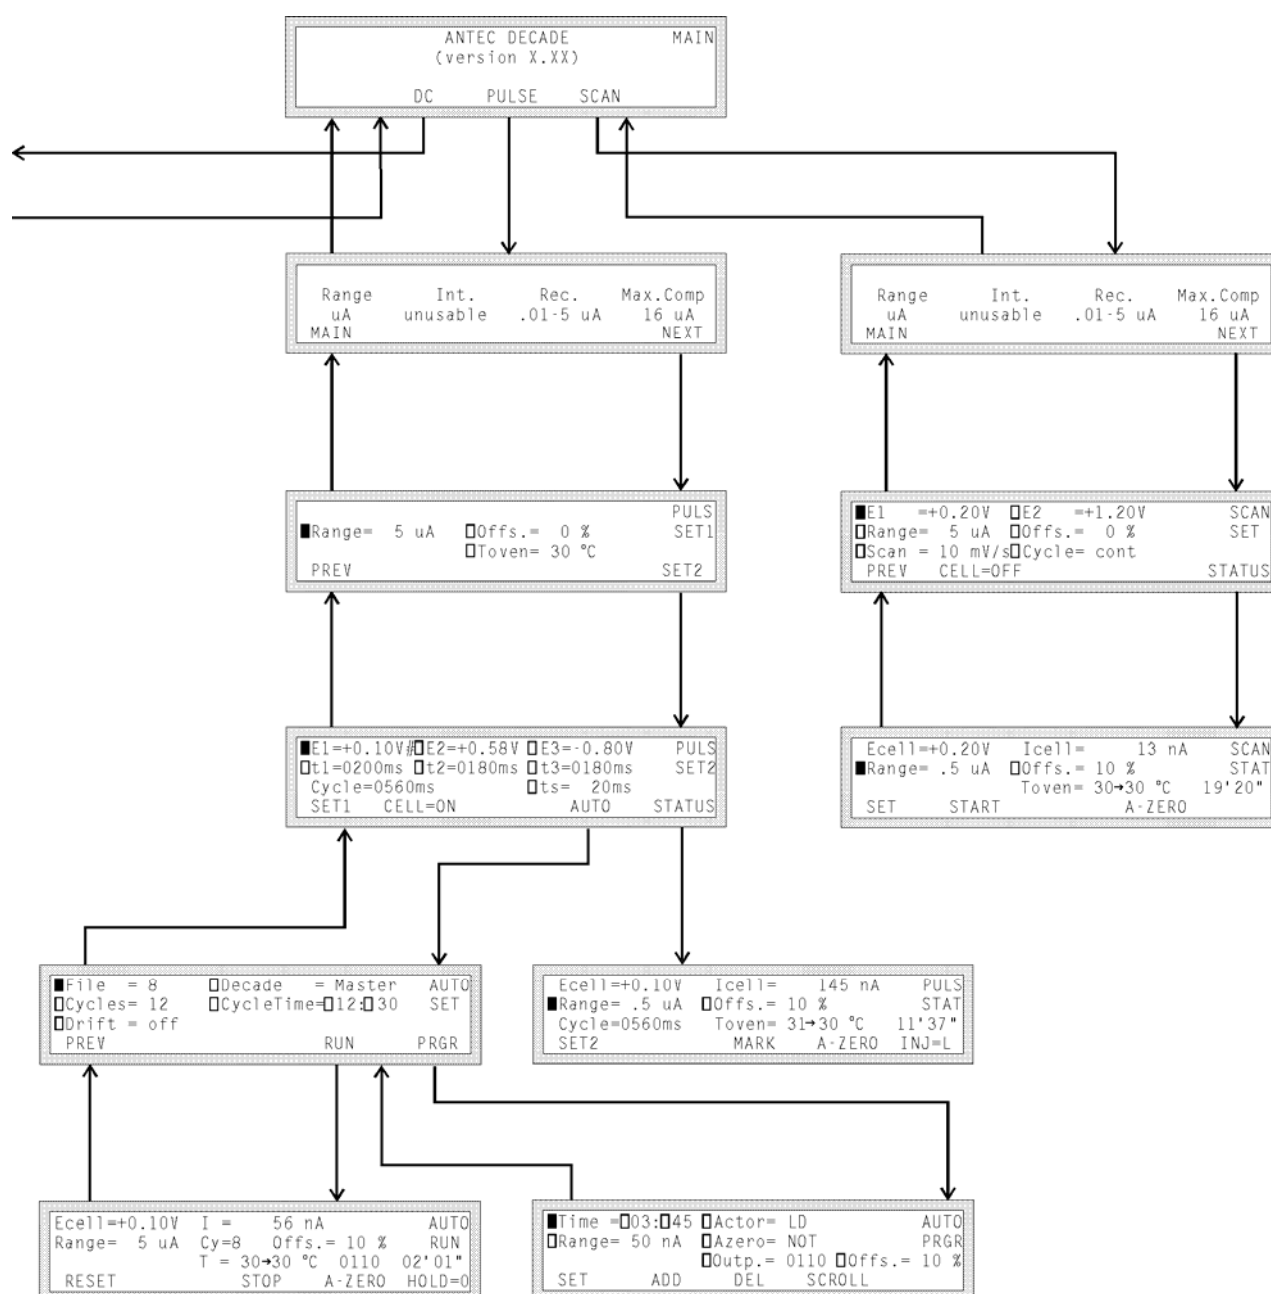 ANTEC DECADE MAIN
(version X.XX)
DC PULSE SCAN
Range Int. Rec. Max.Comp
uA unusable .01-5 uA 16 uA
MAIN NEXT
Range Int. Rec. Max.Comp
uA unusable .01-5 uA 16 uA
MAIN NEXT
PULS
Range= 5 uA Offs.= 0 % SET1
Toven= 30 °C
PREV SET2
E1 =+0.20V E2 =+1.20V SCAN
Range= 5 uA Offs.= 0 % SET
Scan = 10 mV/s Cycle= cont
PREV CELL=OFF STATUS
E1=+0.10V# E2=+0.58V E3=-0.80V PULS
t1=0200ms t2=0180ms t3=0180ms SET2
Cycle=0560ms ts= 20ms
SET1 CELL=ON AUTO STATUS
Ecell=+0.20V Icell= 13 nA SCAN
Range= .5 uA Offs.= 10 % STAT
Toven= 30→30 °C 19'20"
SET START A-ZERO
File = 8 Decade = Master AUTO
Cycles= 12 CycleTime= 12: 30 SET
Drift = off
PREV RUN PRGR
Ecell=+0.10V Icell= 145 nA PULS
Range= .5 uA Offs.= 10 % STAT
Cycle=0560ms Toven= 31→30 °C 11'37"
SET2 MARK A-ZERO INJ=L
Ecell=+0.10V I = 56 nA AUTO
Range= 5 uA Cy=8 Offs.= 10 % RUN
T = 30→30 °C 0110 02'01"
RESET STOP A-ZERO HOLD=0
Time = 03: 45 Actor= LD AUTO
Range= 50 nA Azero= NOT PRGR
Outp.= 0110 Offs.= 10 %
SET ADD DEL SCROLL